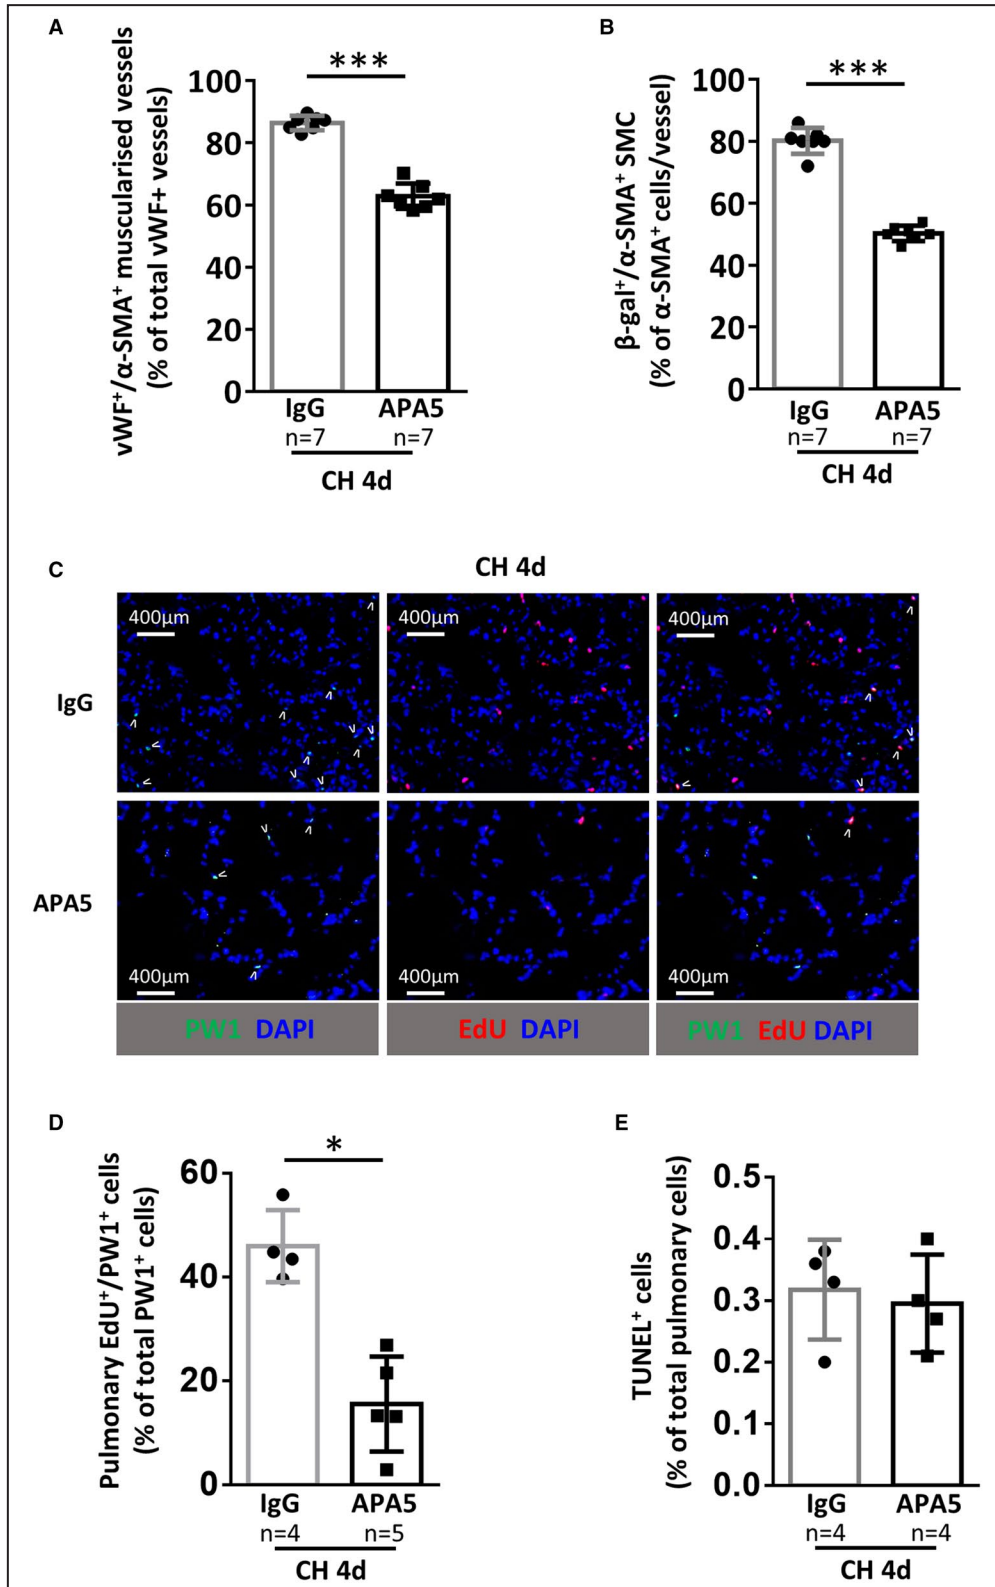 A
vWF⁺/α-SMA⁺ muscularised vessels
(% of total vWF+ vessels)
100
80
60
40
20
0
***
IgG
APA5
n=7
n=7
CH 4d
B
β-gal⁺/α-SMA⁺ SMC
(% of α-SMA⁺ cells/vessel)
100
80
60
40
20
0
***
IgG
APA5
n=7
n=7
CH 4d
C
CH 4d
IgG
400µm
400µm
400µm
APA5
400µm
400µm
400µm
PW1 DAPI
EdU DAPI
PW1 EdU DAPI
D
Pulmonary EdU⁺/PW1⁺ cells
(% of total PW1⁺ cells)
60
40
20
0
*
IgG
APA5
n=4
n=5
CH 4d
E
TUNEL⁺ cells
(% of total pulmonary cells)
0.5
0.4
0.3
0.2
0.1
0.0
IgG
APA5
n=4
n=4
CH 4d